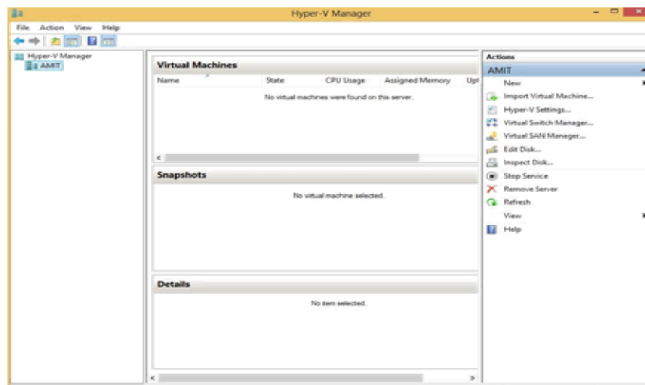 Hyper-V Manager
File Action View Help
Hyper-V Manager
AMIT
Virtual Machines
Name State CPU Usage Assigned Memory Upt
No virtual machines were found on this server.
Snapshots
No virtual machine selected.
Details
No item selected.
Actions
AMIT
New
Import Virtual Machine...
Hyper-V Settings...
Virtual Switch Manager...
Virtual SAN Manager...
Edit Disk...
Inspect Disk...
Stop Service
Remove Server
Refresh
View
Help